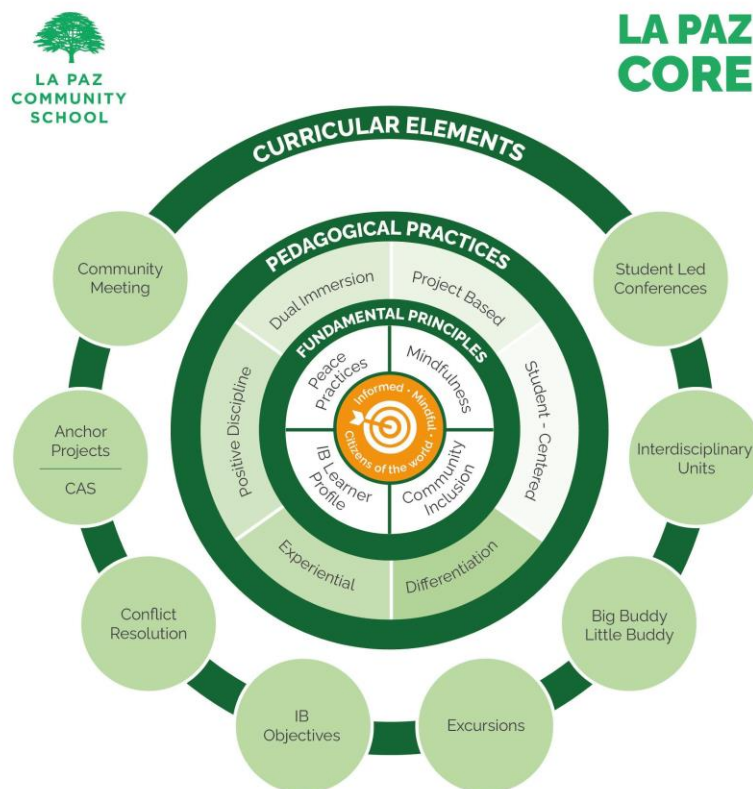 LA PAZ
COMMUNITY
SCHOOL
LA PAZ
CORE
CURRICULAR ELEMENTS
Community
Meeting
Student Led
Conferences
Anchor
Projects
CAS
Interdisciplinary
Units
Conflict
Resolution
Big Buddy
Little Buddy
IB
Objectives
Excursions
PEDAGOGICAL PRACTICES
Dual Immersion
Project Based
Positive Discipline
Student - Centered
Experiential
Differentiation
FUNDAMENTAL PRINCIPLES
Peace
Practices
Mindfulness
IB Learner
Profile
Community
Inclusion
Informed • Mindful •
Citizens of the world •